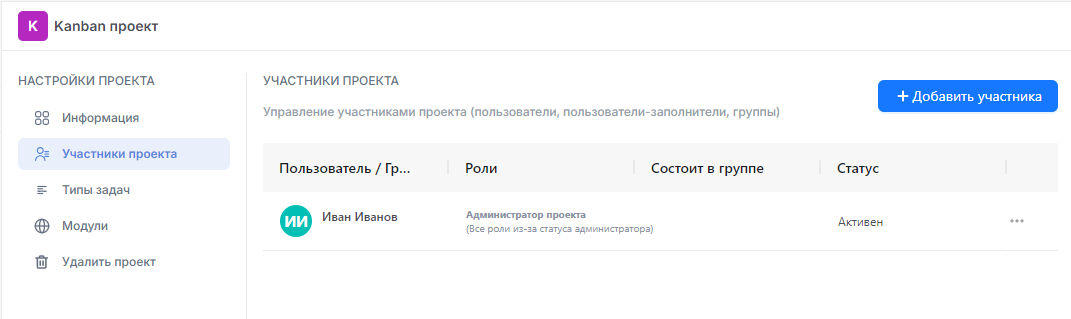 K Kanban проект
НАСТРОЙКИ ПРОЕКТА
Информация
Участники проекта
Типы задач
Модули
Удалить проект
УЧАСТНИКИ ПРОЕКТА
Управление участниками проекта (пользователи, пользователи-заполнители, группы)
+ Добавить участника
Пользователь / Гр... Роли Состоит в группе Статус
ИИ Иван Иванов Администратор проекта Активен
(Все роли из-за статуса администратора)